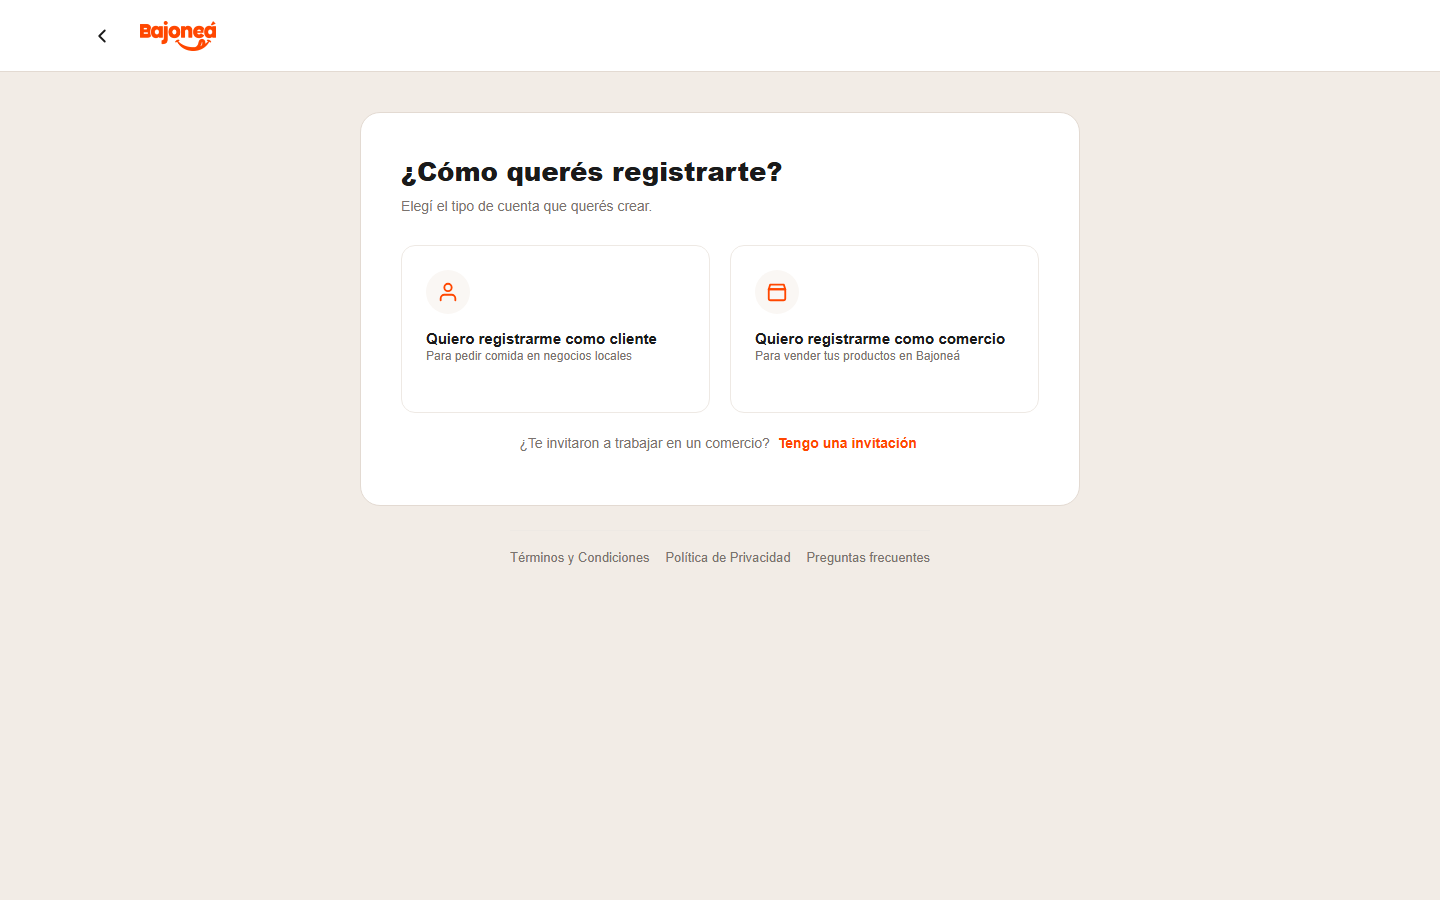 Bajoneá
¿Cómo querés registrarte?
Elegí el tipo de cuenta que querés crear.
Quiero registrarme como cliente
Para pedir comida en negocios locales
Quiero registrarme como comercio
Para vender tus productos en Bajoneá
¿Te invitaron a trabajar en un comercio? Tengo una invitación
Términos y Condiciones Política de Privacidad Preguntas frecuentes